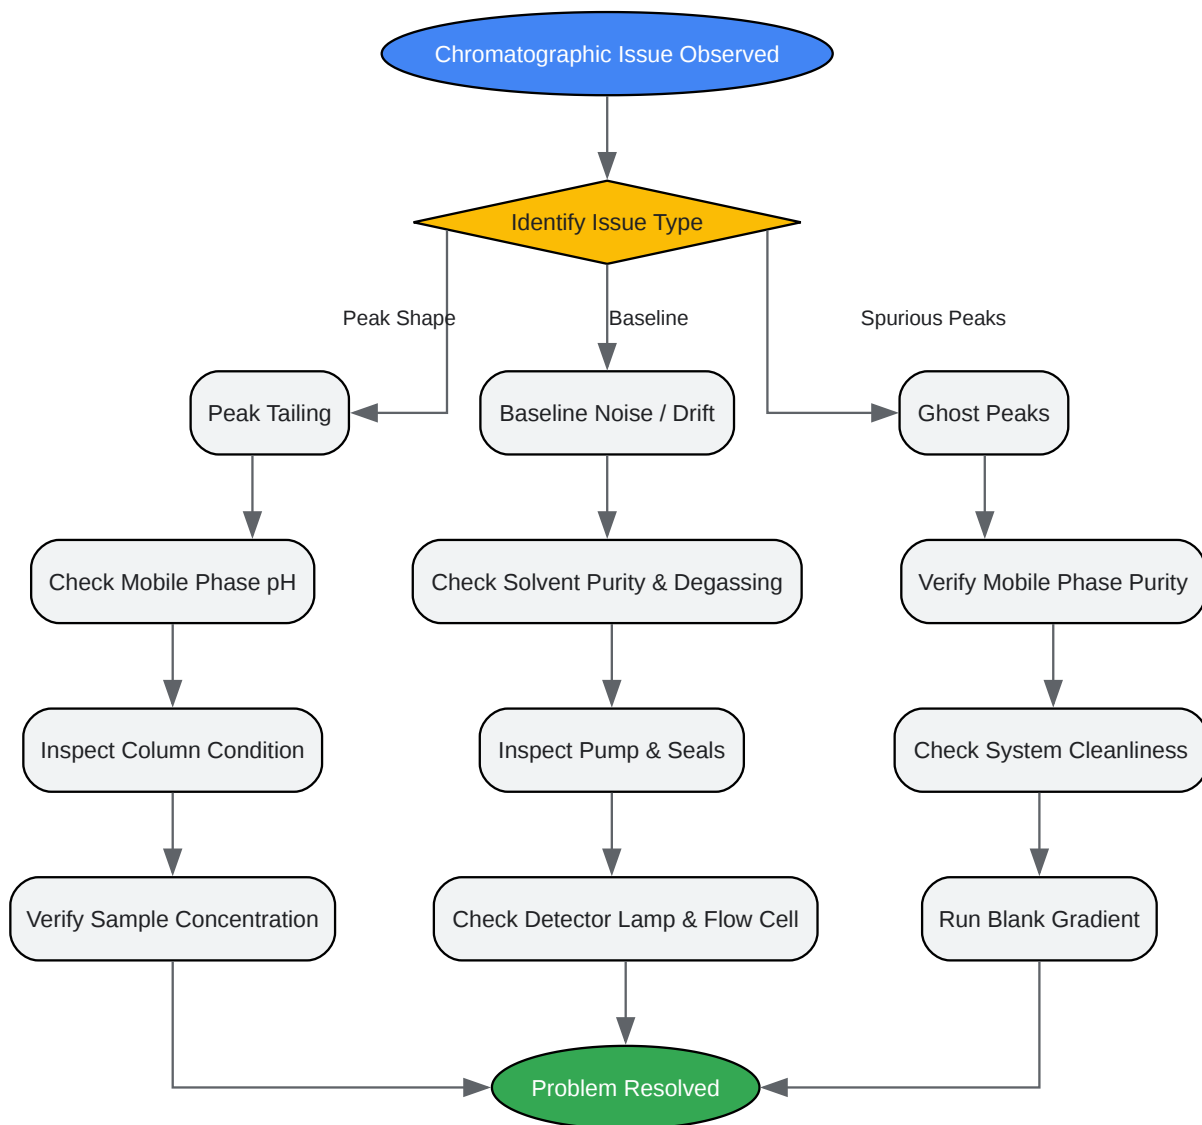 Chromatographic Issue Observed
Identify Issue Type
Peak Shape
Baseline
Spurious Peaks
Peak Tailing
Baseline Noise / Drift
Ghost Peaks
Check Mobile Phase pH
Check Solvent Purity & Degassing
Verify Mobile Phase Purity
Inspect Column Condition
Inspect Pump & Seals
Check System Cleanliness
Verify Sample Concentration
Check Detector Lamp & Flow Cell
Run Blank Gradient
Problem Resolved